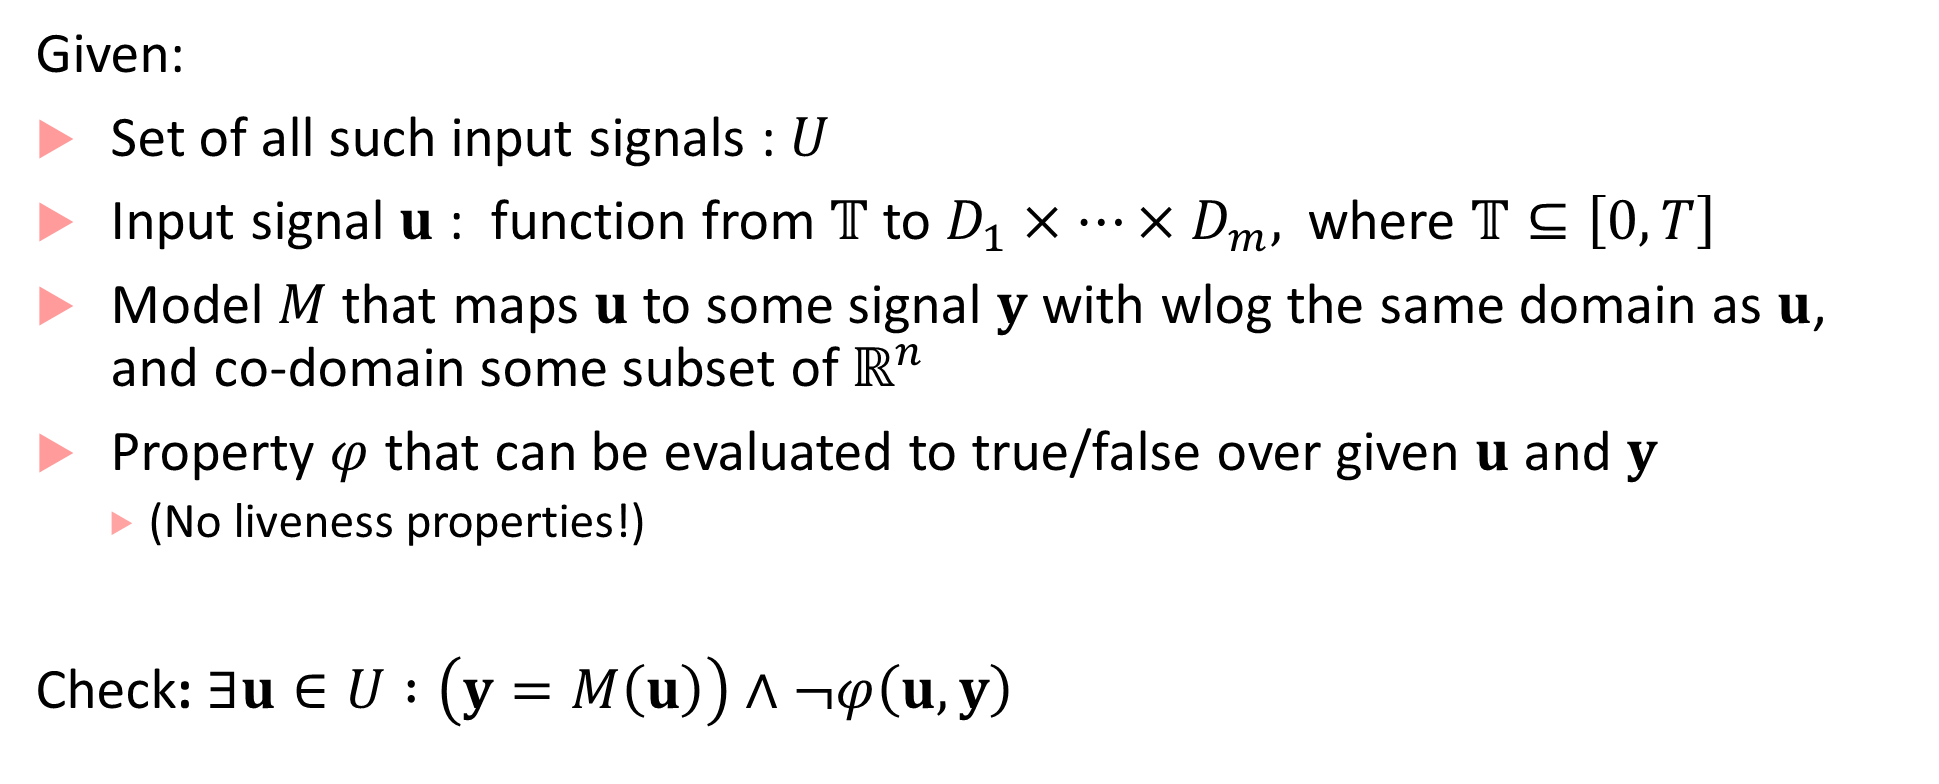 Given:
Set of all such input signals : 𝑈
Input signal 𝐮 : function from 𝕋 to 𝐷₁ × ⋯ × 𝐷ₘ, where 𝕋 ⊆ [0, 𝑇]
Model 𝑀 that maps 𝐮 to some signal 𝐲 with wlog the same domain as 𝐮,
and co-domain some subset of ℝⁿ
Property 𝜑 that can be evaluated to true/false over given 𝐮 and 𝐲
(No liveness properties!)
Check: ∃𝐮 ∈ 𝑈 : (𝐲 = 𝑀(𝐮)) ∧ ¬𝜑(𝐮, 𝐲)